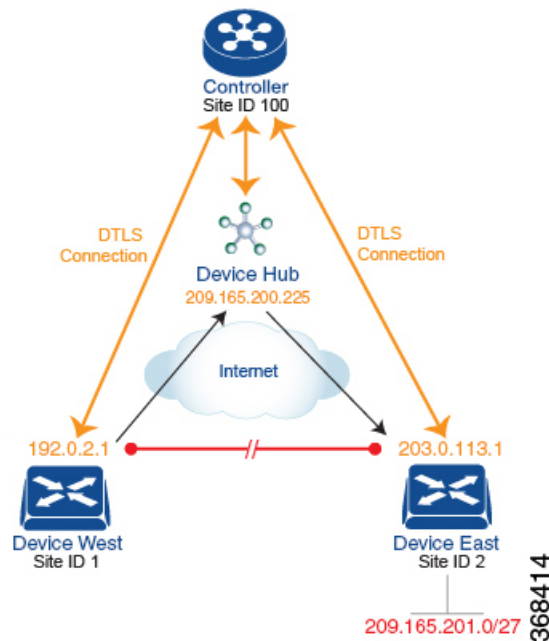 Controller
Site ID 100
DTLS
Connection
DTLS
Connection
Device Hub
209.165.200.225
Internet
192.0.2.1
203.0.113.1
Device West
Site ID 1
Device East
Site ID 2
209.165.201.0/27
368414